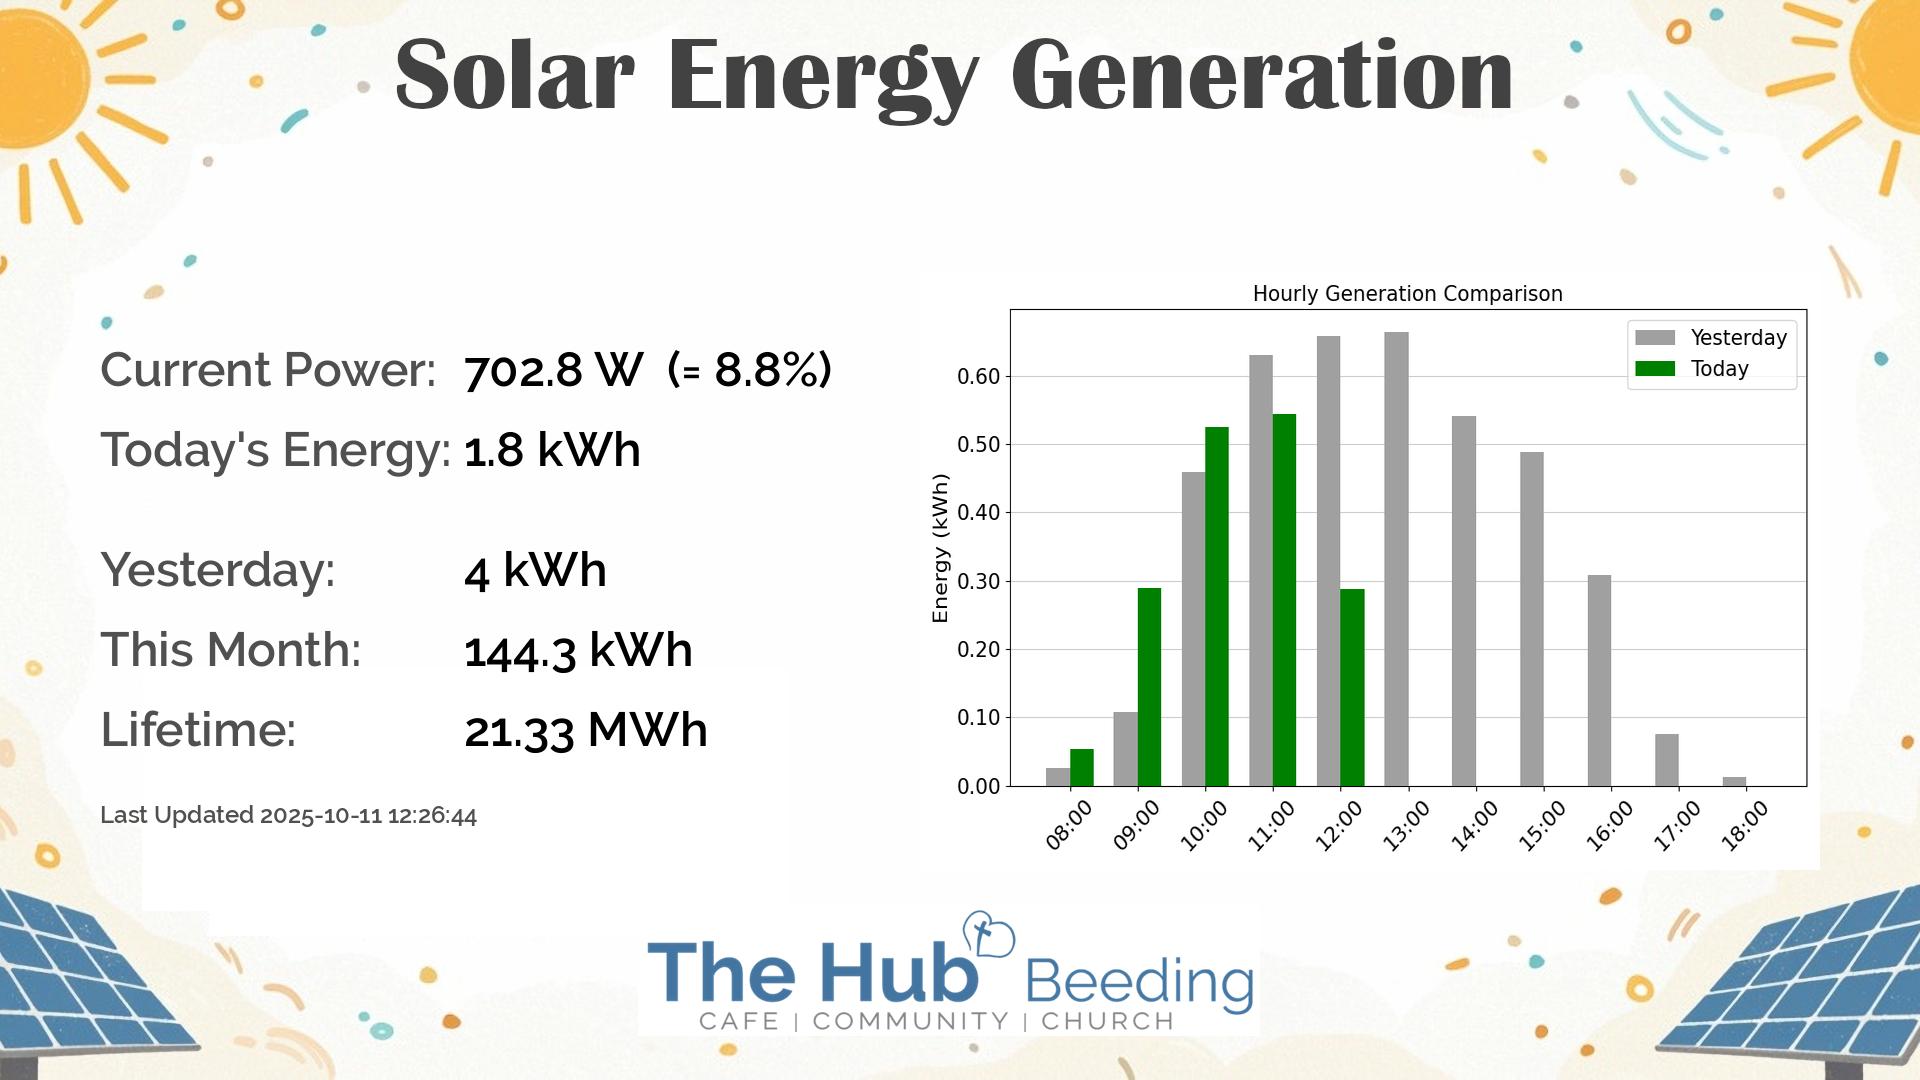 Solar Energy Generation
Current Power: 702.8 W (= 8.8%)
Today's Energy: 1.8 kWh
Yesterday: 4 kWh
This Month: 144.3 kWh
Lifetime: 21.33 MWh
Last Updated 2025-10-11 12:26:44
Hourly Generation Comparison
Yesterday
Today
Energy (kWh)
0.60
0.50
0.40
0.30
0.20
0.10
0.00
08:00 09:00 10:00 11:00 12:00 13:00 14:00 15:00 16:00 17:00 18:00
The Hub Beeding
CAFE | COMMUNITY | CHURCH